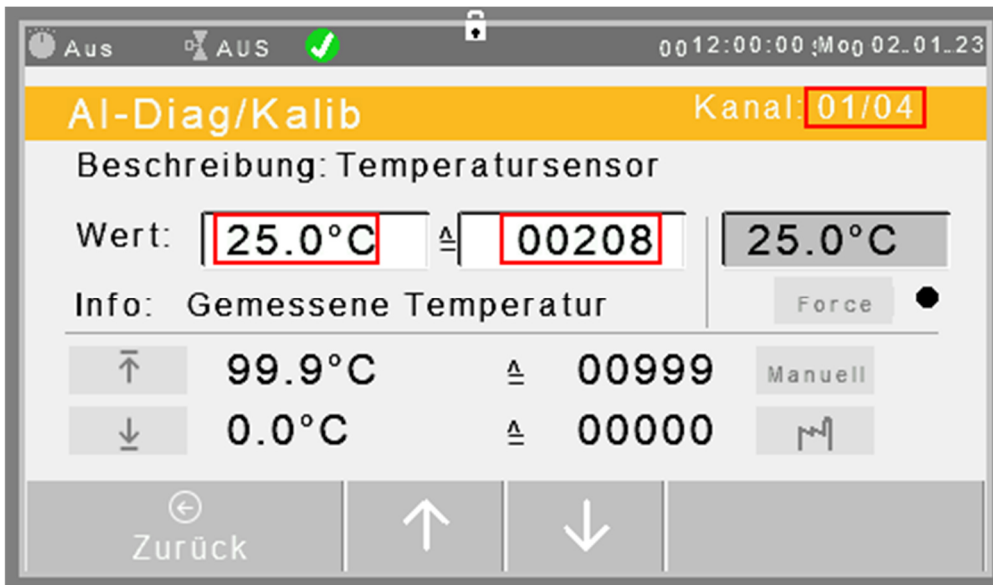 Aus AUS 0012:00:00 :Mog 02.01.23
AI-Diag/Kalib Kanal: 01/04
Beschreibung: Temperatursensor
Wert: 25.0°C ≙ 00208 25.0°C
Info: Gemessene Temperatur Force
99.9°C ≙ 00999 Manuell
0.0°C ≙ 00000
Zurück